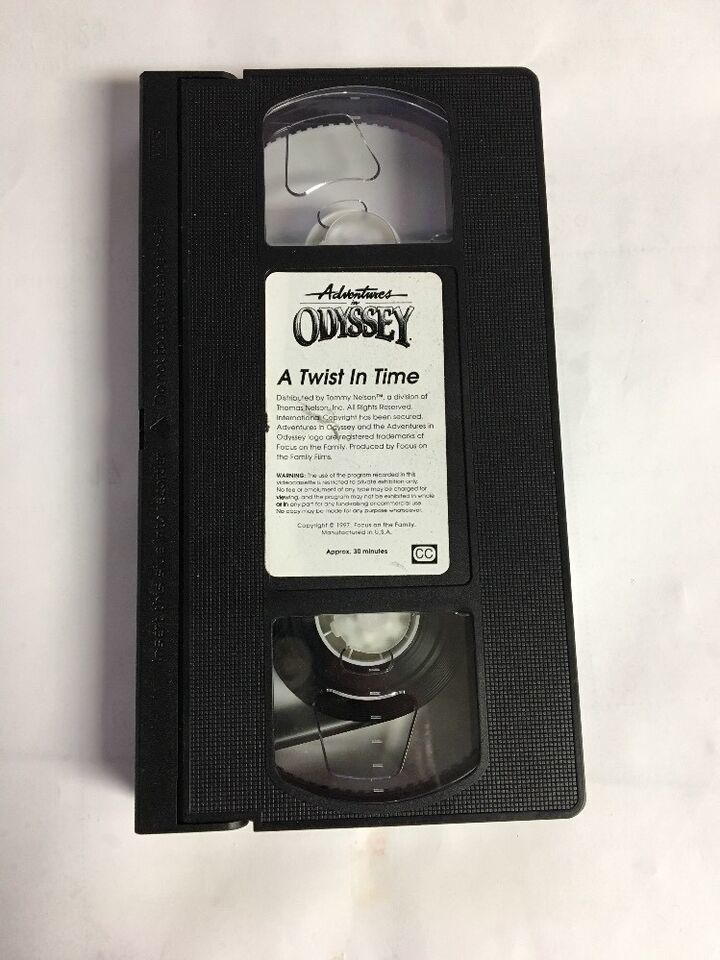 Adventures
in
ODYSSEY
A Twist In Time
Distributed by Tommy Nelson™, a division of
Thomas Nelson, Inc. All Rights Reserved.
International Copyright has been secured.
Adventures in Odyssey and the Adventures in
Odyssey logo are registered trademarks of
Focus on the Family. Produced by Focus on
the Family Films.
WARNING: The use of the program recorded in this
videocassette is restricted to private exhibition only.
No fee or emolument of any type may be charged for
viewing, and the program may not be exhibited in whole
or in any part for any fundraising or commercial use.
No copy may be made for any purpose whatsoever.
Copyright © 1997, Focus on the Family.
Manufactured in U.S.A.
Approx. 30 minutes
CC